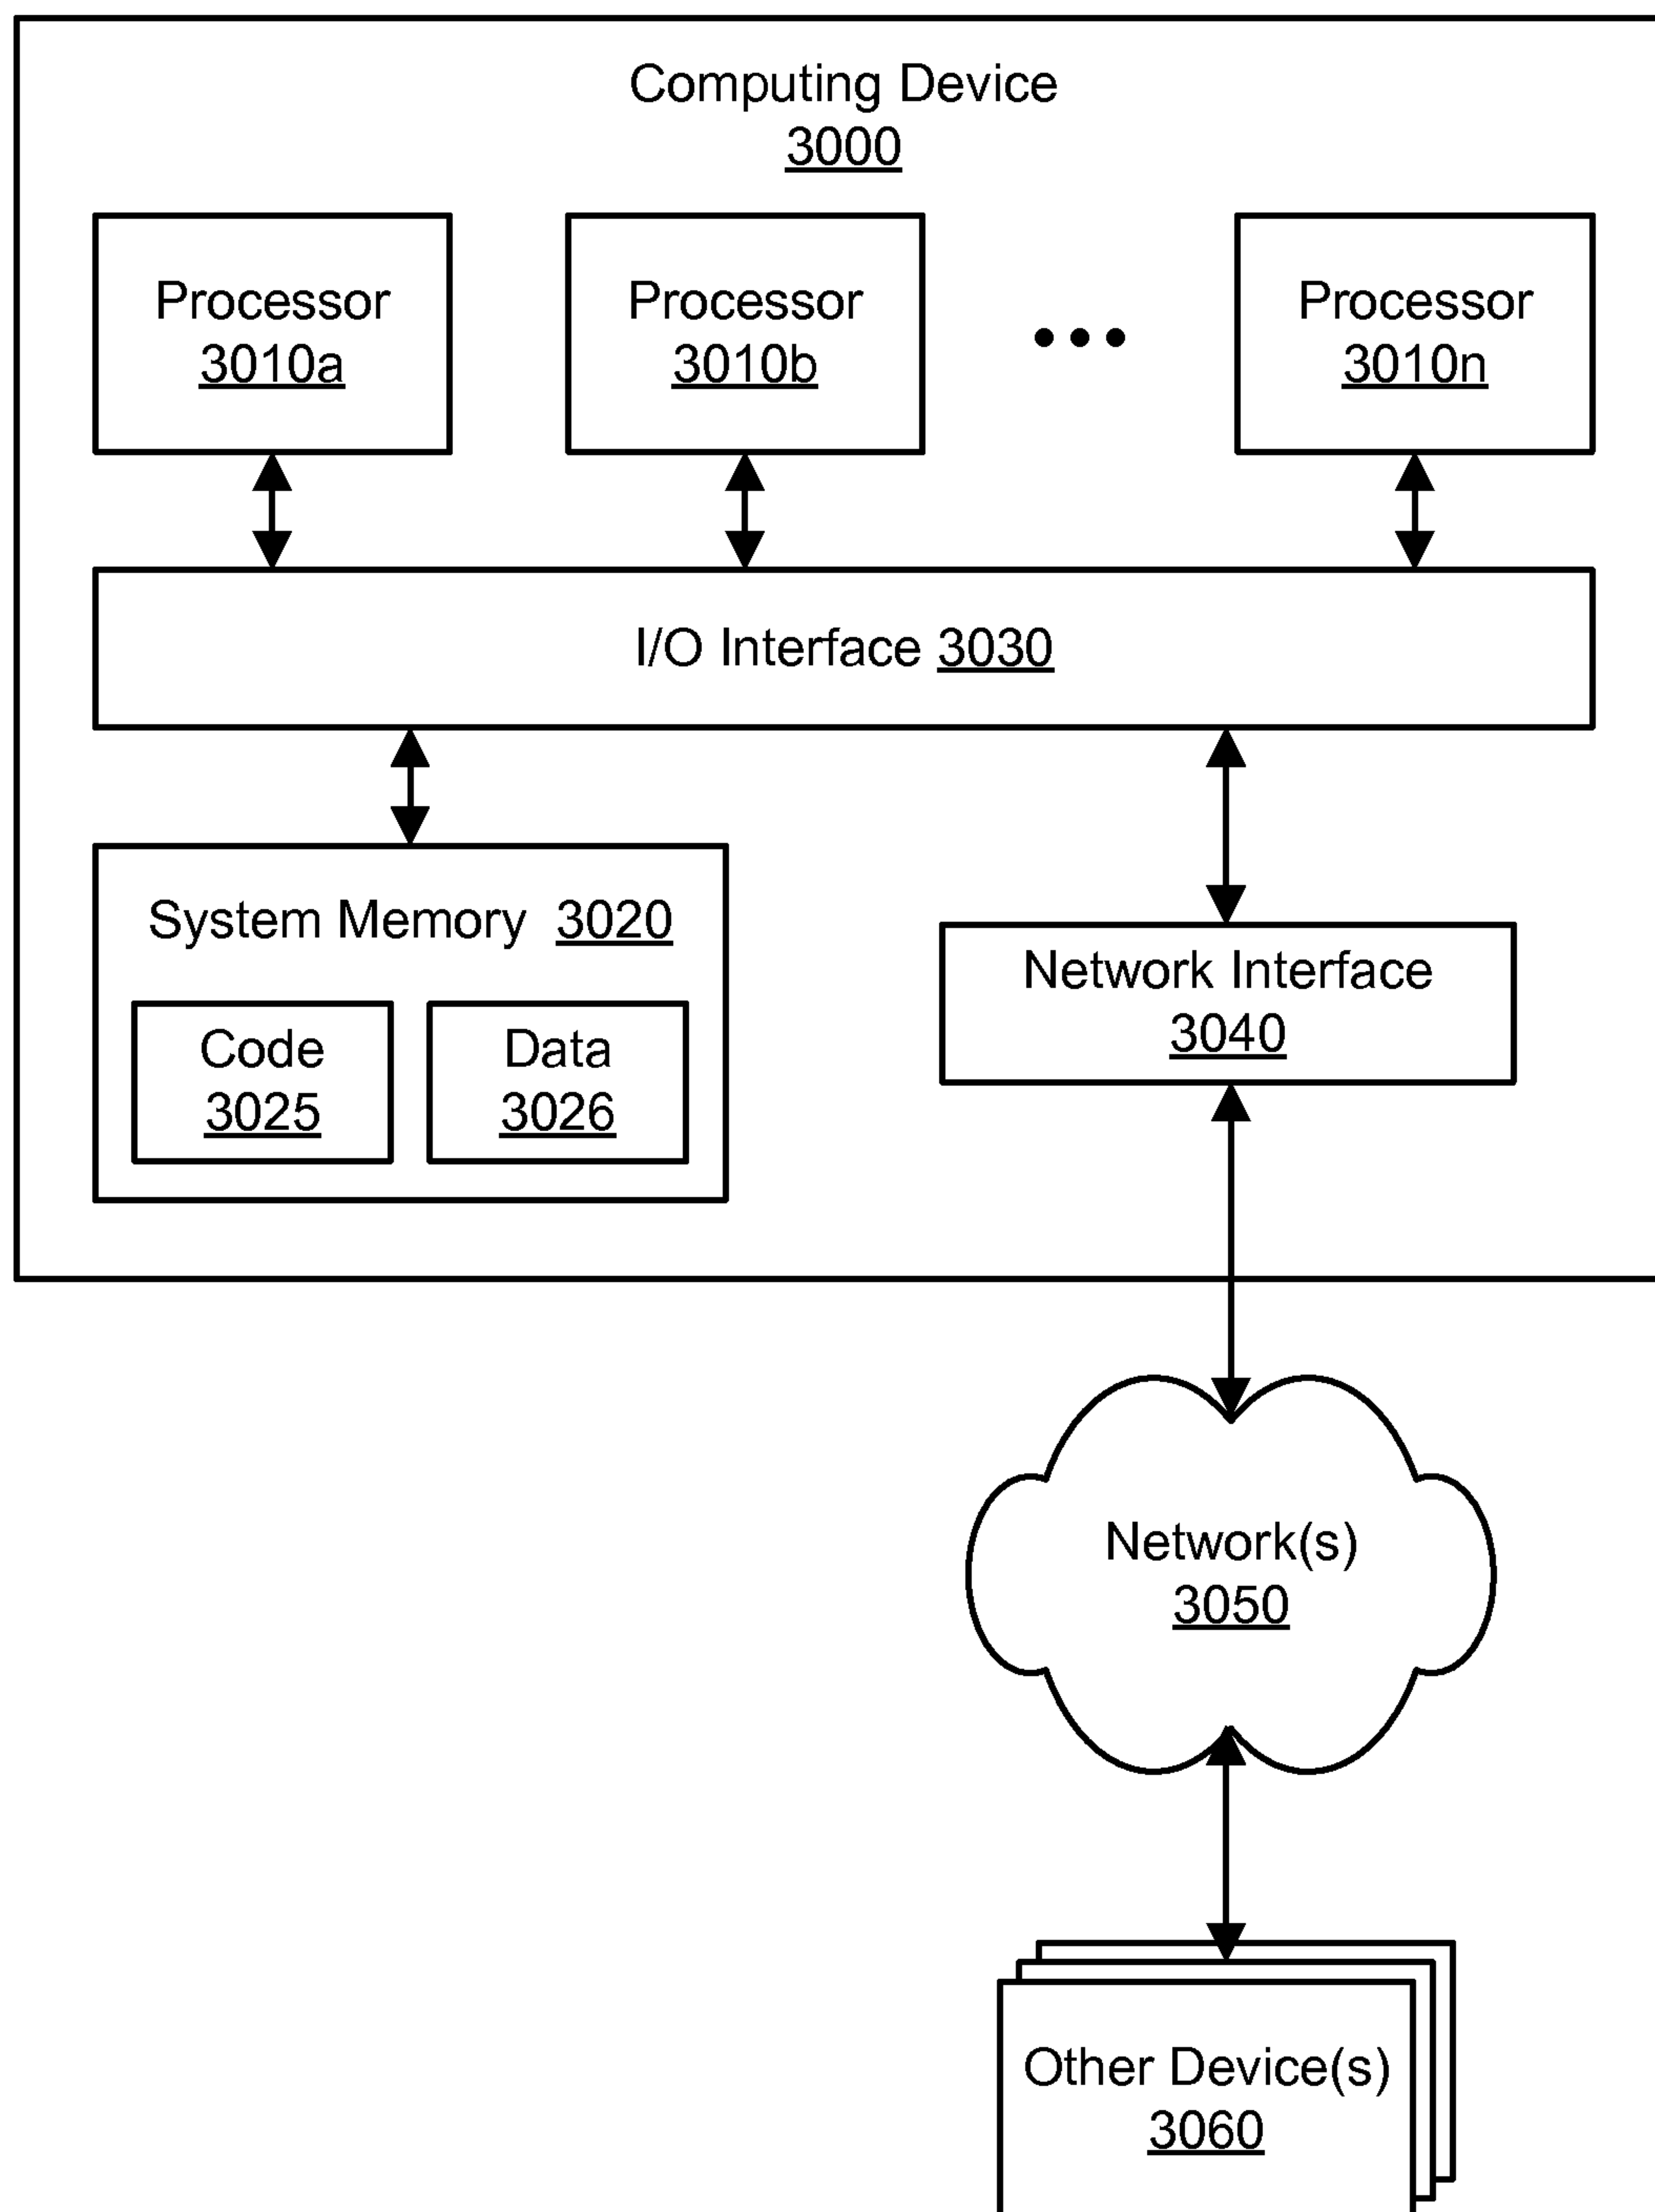 Computing Device
3000
Processor
3010a
Processor
3010b
Processor
3010n
I/O Interface 3030
System Memory 3020
Code
3025
Data
3026
Network Interface
3040
Network(s)
3050
Other Device(s)
3060